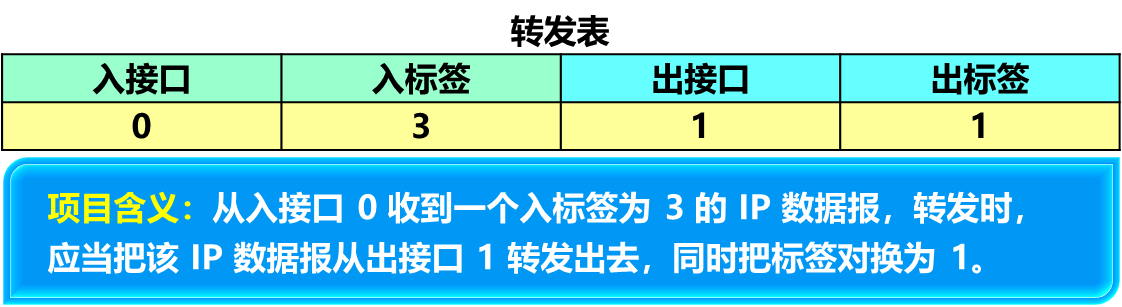 转发表
入接口 入标签 出接口 出标签
0 3 1 1
项目含义：从入接口 0 收到一个入标签为 3 的 IP 数据报，转发时，
应当把该 IP 数据报从出接口 1 转发出去，同时把标签对换为 1。